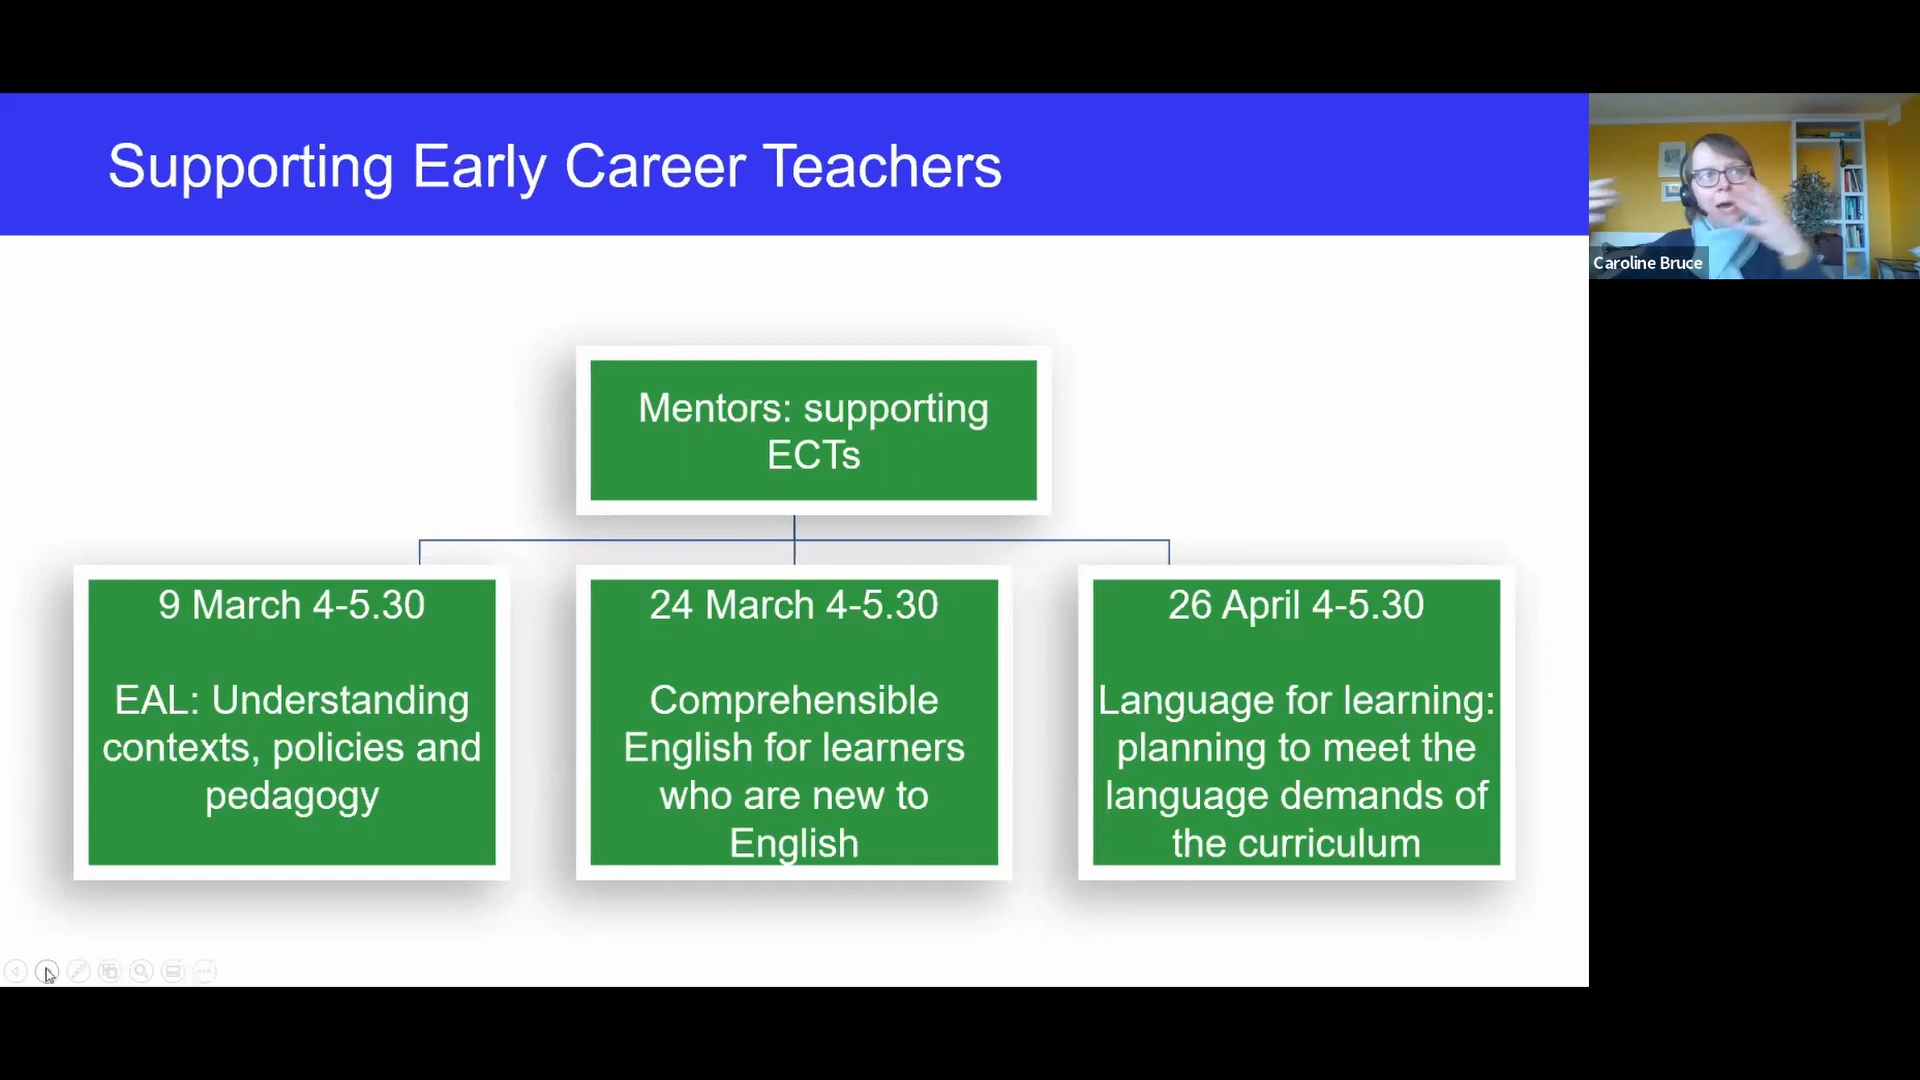 Supporting Early Career Teachers
Caroline Bruce
Mentors: supporting
ECTs
9 March 4-5.30
EAL: Understanding
contexts, policies and
pedagogy
24 March 4-5.30
Comprehensible
English for learners
who are new to
English
26 April 4-5.30
Language for learning:
planning to meet the
language demands of
the curriculum